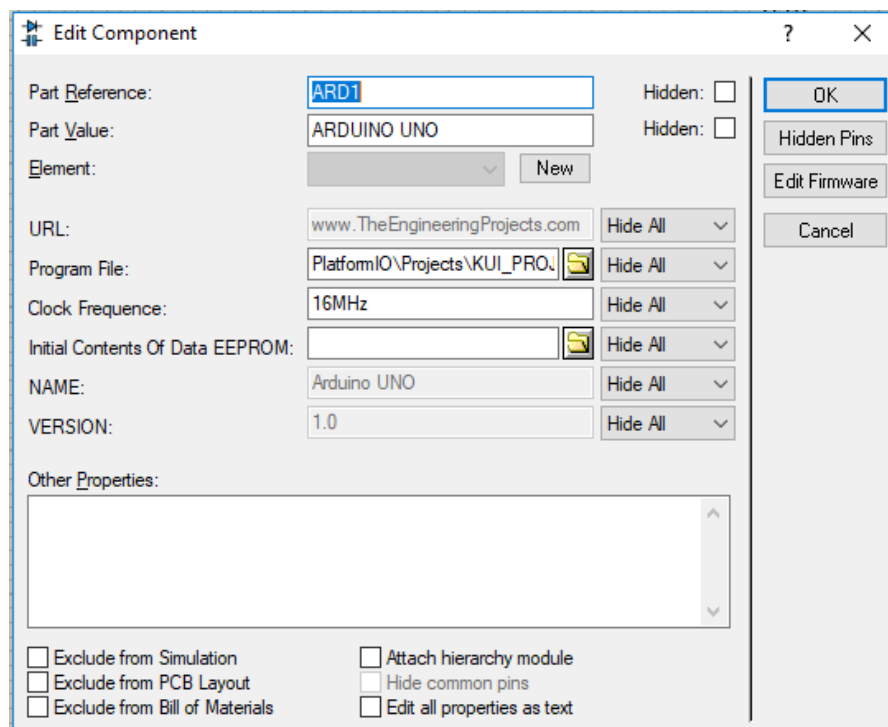 Edit Component
?
Part Reference: ARD1 Hidden: OK
Part Value: ARDUINO UNO Hidden: Hidden Pins
Element: New Edit Firmware
URL: www.TheEngineeringProjects.com Hide All Cancel
Program File: PlatformIO\Projects\KUI_PROJ Hide All
Clock Frequence: 16MHz Hide All
Initial Contents Of Data EEPROM: Hide All
NAME: Arduino UNO Hide All
VERSION: 1.0 Hide All
Other Properties:
Exclude from Simulation Attach hierarchy module
Exclude from PCB Layout Hide common pins
Exclude from Bill of Materials Edit all properties as text